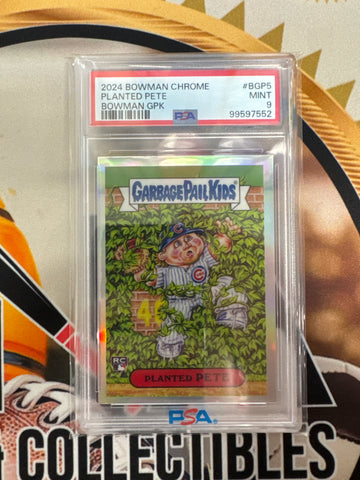 2024 BOWMAN CHROME #BGP5
PLANTED PETE MINT
BOWMAN GPK PSA 9
99597552
GARBAGE PAIL KIDS
RC
PLANTED PETE
PSA
COLLECTIBLES